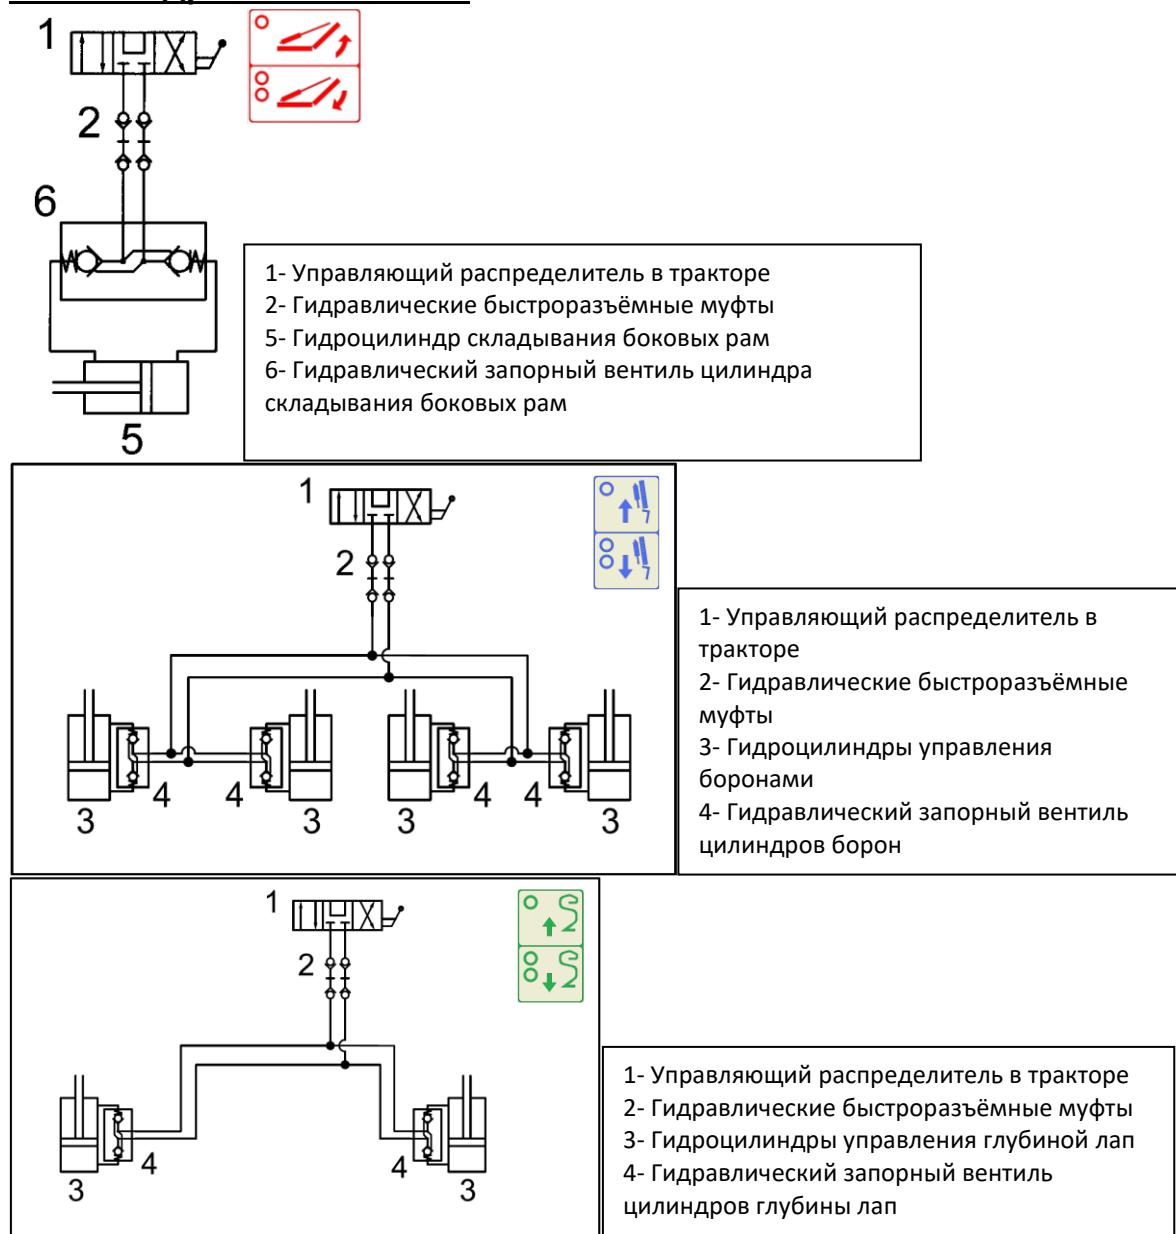 1
2
6
5
1- Управляющий распределитель в тракторе
2- Гидравлические быстроразъёмные муфты
5- Гидроцилиндр складывания боковых рам
6- Гидравлический запорный вентиль цилиндра
складывания боковых рам
1
2
4 4 4 4
3 3 3 3
1- Управляющий распределитель в
тракторе
2- Гидравлические быстроразъёмные
муфты
3- Гидроцилиндры управления
боронами
4- Гидравлический запорный вентиль
цилиндров борон
1
2
4 4
3 3
1- Управляющий распределитель в тракторе
2- Гидравлические быстроразъёмные муфты
3- Гидроцилиндры управления глубиной лап
4- Гидравлический запорный вентиль
цилиндров глубины лап